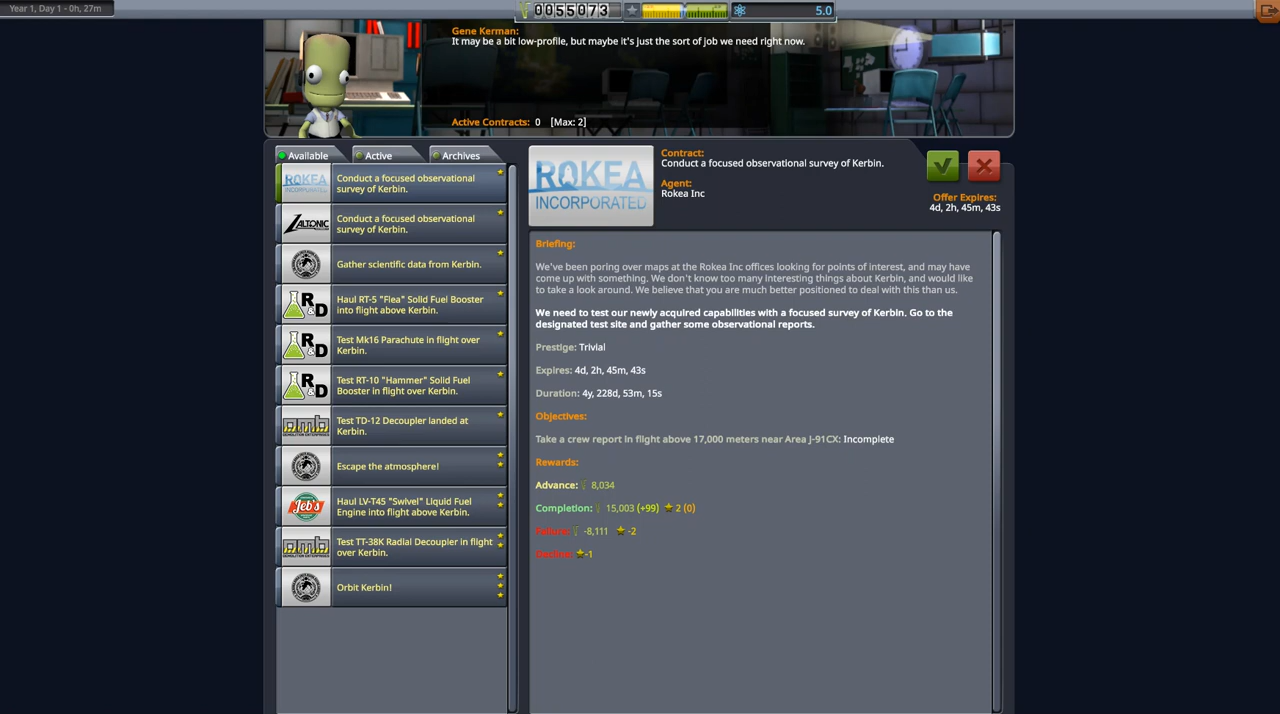 Year 1, Day 1 - 0h, 27m
0055073
5.0
Gene Kerman:
It may be a bit low-profile, but maybe it's just the sort of job we need right now.
Active Contracts: 0 [Max: 2]
Available
Active
Archives
ROKEA
INCORPORATED
Conduct a focused observational
survey of Kerbin.
ZALTONIC
Conduct a focused observational
survey of Kerbin.
Gather scientific data from Kerbin.
R&D
Haul RT-5 "Flea" Solid Fuel Booster
into flight above Kerbin.
R&D
Test Mk16 Parachute in flight over
Kerbin.
R&D
Test RT-10 "Hammer" Solid Fuel
Booster in flight over Kerbin.
amb
Test TD-12 Decoupler landed at
Kerbin.
Escape the atmosphere!
Jeb's
Haul LV-T45 "Swivel" Liquid Fuel
Engine into flight above Kerbin.
amb
Test TT-38K Radial Decoupler in flight
over Kerbin.
Orbit Kerbin!
ROKEA
INCORPORATED
Contract:
Conduct a focused observational survey of Kerbin.
Agent:
Rokea Inc
Offer Expires:
4d, 2h, 45m, 43s
Briefing:
We've been poring over maps at the Rokea Inc offices looking for points of interest, and may have
come up with something. We don't know too many interesting things about Kerbin, and would like
to take a look around. We believe that you are much better positioned to deal with this than us.
We need to test our newly acquired capabilities with a focused survey of Kerbin. Go to the
designated test site and gather some observational reports.
Prestige: Trivial
Expires: 4d, 2h, 45m, 43s
Duration: 4y, 228d, 53m, 15s
Objectives:
Take a crew report in flight above 17,000 meters near Area J-91CX: Incomplete
Rewards:
Advance: 8,034
Completion: 15,003 (+99) 2 (0)
Failure: -8,111 -2
Decline: -1